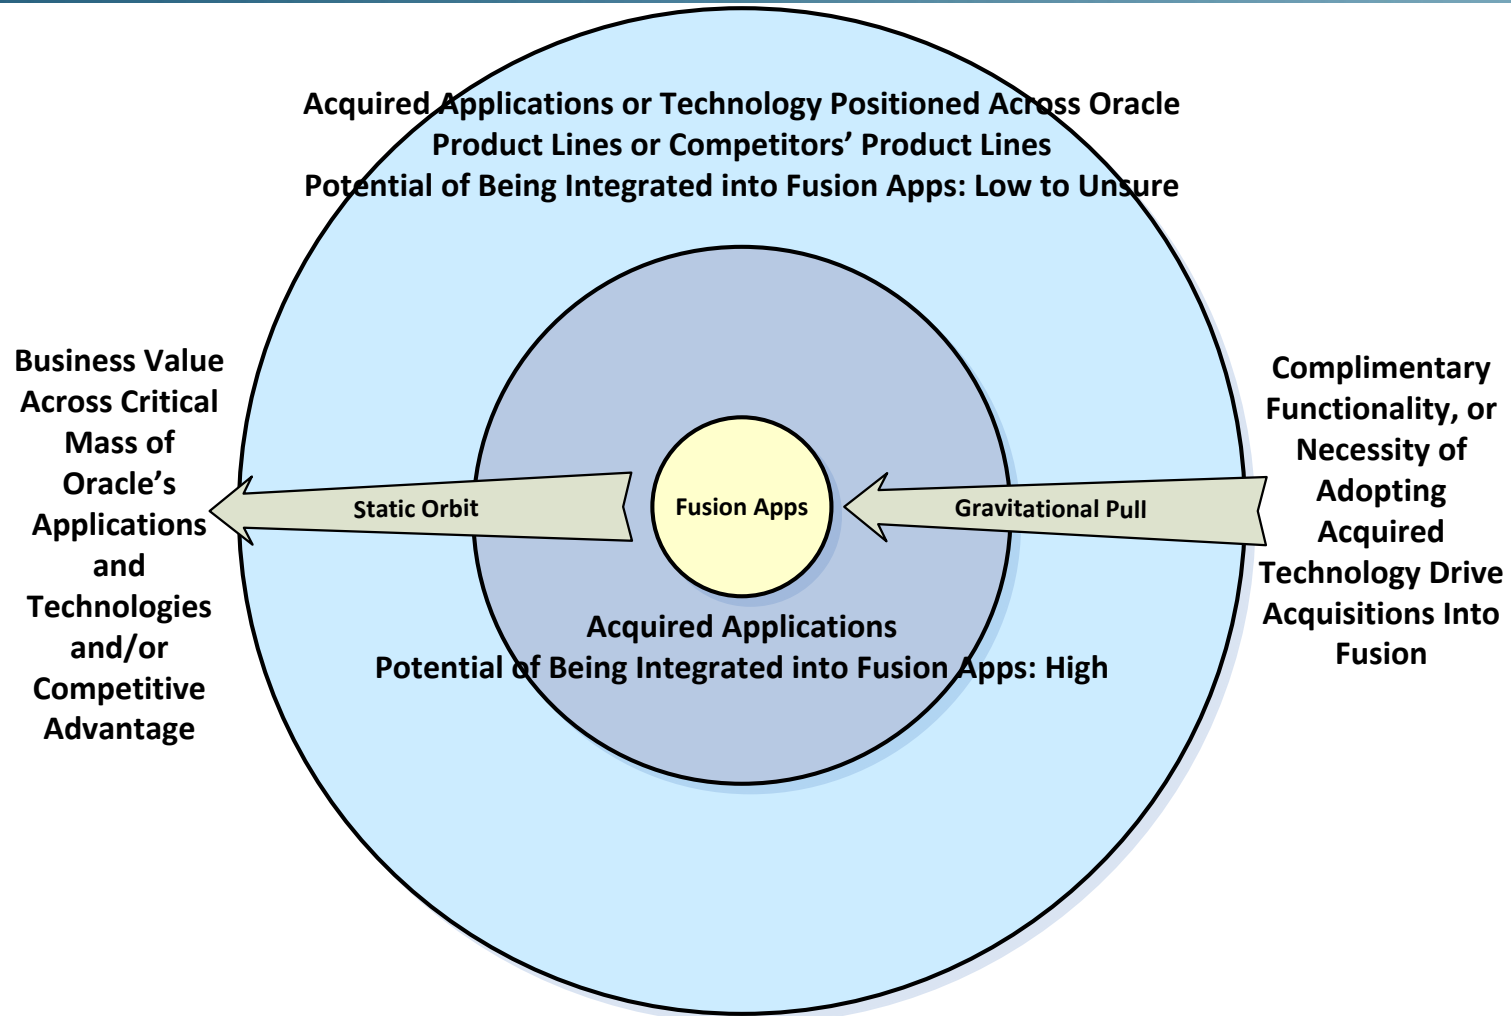 Acquired Applications or Technology Positioned Across Oracle
Product Lines or Competitors’ Product Lines
Potential of Being Integrated into Fusion Apps: Low to Unsure
Business Value
Across Critical
Mass of
Oracle’s
Applications
and
Technologies
and/or
Competitive
Advantage
Static Orbit
Fusion Apps
Gravitational Pull
Complimentary
Functionality, or
Necessity of
Adopting
Acquired
Technology Drive
Acquisitions Into
Fusion
Acquired Applications
Potential of Being Integrated into Fusion Apps: High